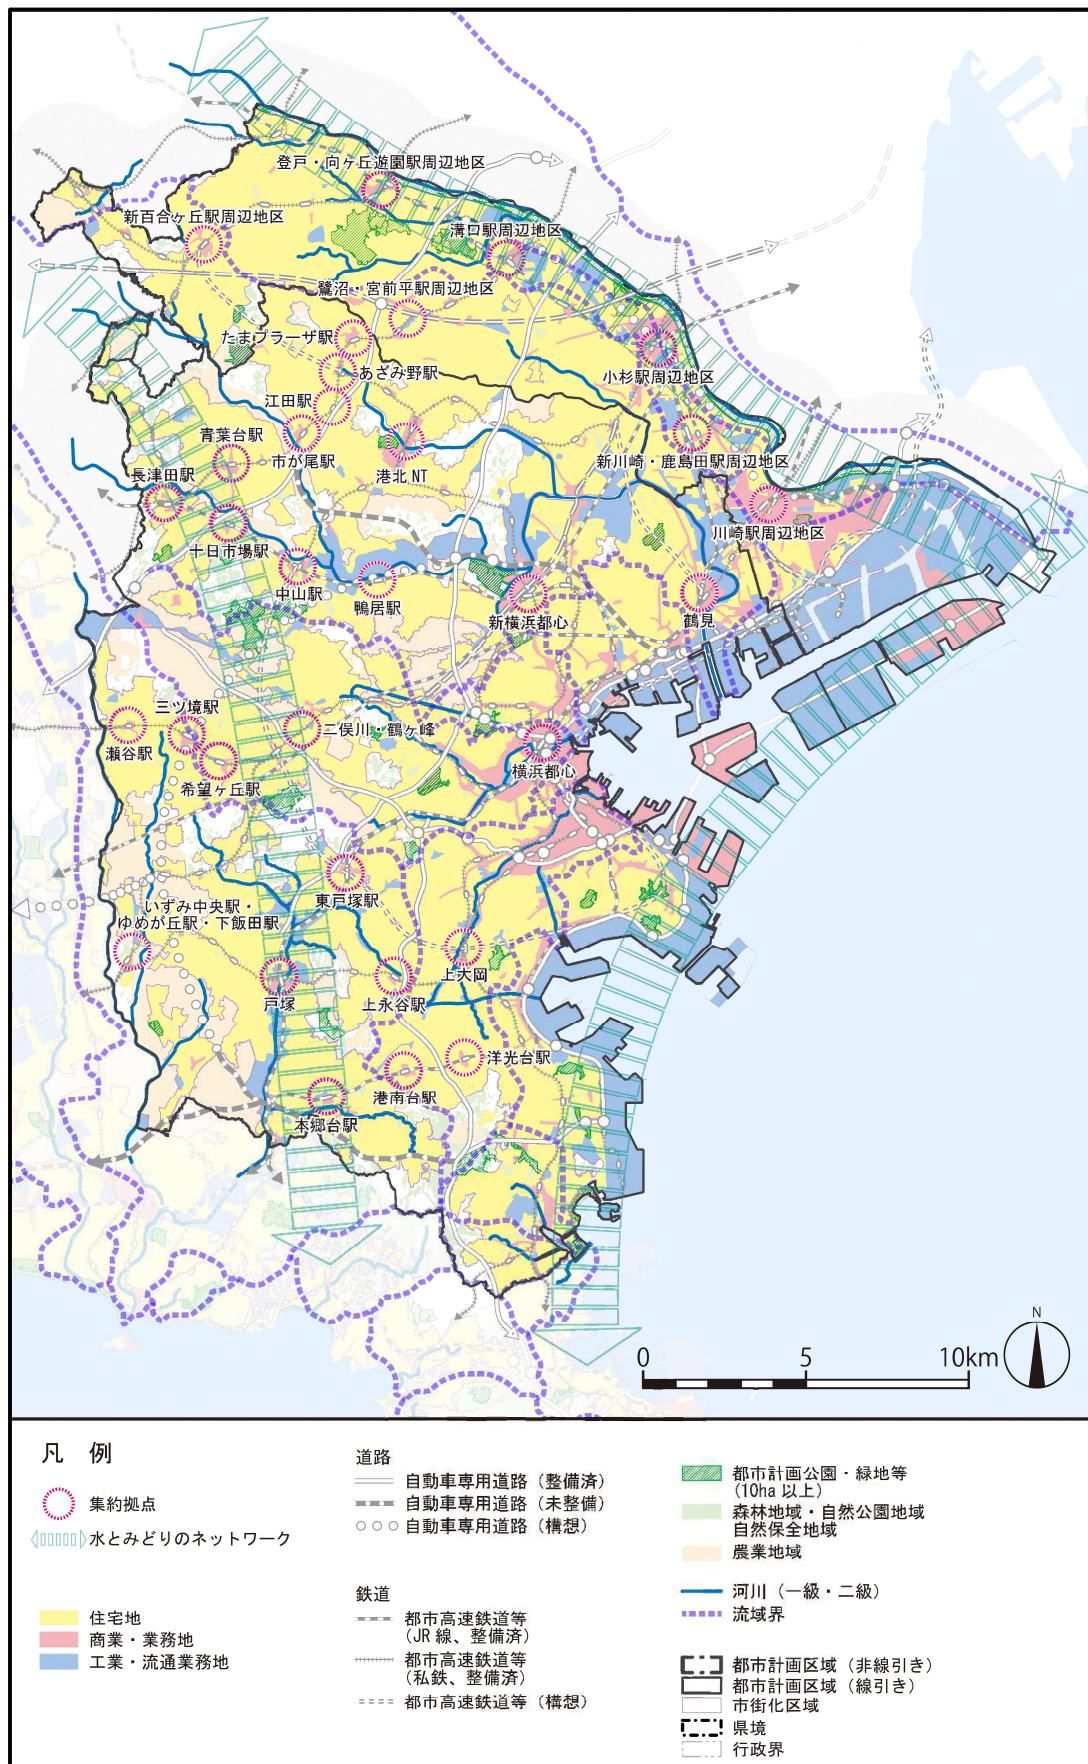 登戸・向ヶ丘遊園駅周辺地区
新百合ヶ丘駅周辺地区
溝口駅周辺地区
鷺沼・宮前平駅周辺地区
たまプラーザ駅
あざみ野駅
小杉駅周辺地区
江田駅
青葉台駅
市が尾駅
港北NT
新川崎・鹿島田駅周辺地区
長津田駅
川崎駅周辺地区
十日市場駅
中山駅
鴨居駅
新横浜都心
鶴見
三ツ境駅
二俣川・鶴ヶ峰
瀬谷駅
横浜都心
希望ヶ丘駅
東戸塚駅
いずみ中央駅・
ゆめが丘駅・下飯田駅
上大岡
戸塚
上永谷駅
洋光台駅
港南台駅
本郷台駅
N
0 5 10km
凡 例
集約拠点
水とみどりのネットワーク
住宅地
商業・業務地
工業・流通業務地
道路
自動車専用道路（整備済）
自動車専用道路（未整備）
自動車専用道路（構想）
鉄道
都市高速鉄道等
（JR 線、整備済）
都市高速鉄道等
（私鉄、整備済）
都市高速鉄道等（構想）
都市計画公園・緑地等
（10ha 以上）
森林地域・自然公園地域
自然保全地域
農業地域
河川（一級・二級）
流域界
都市計画区域（非線引き）
都市計画区域（線引き）
市街化区域
県境
行政界